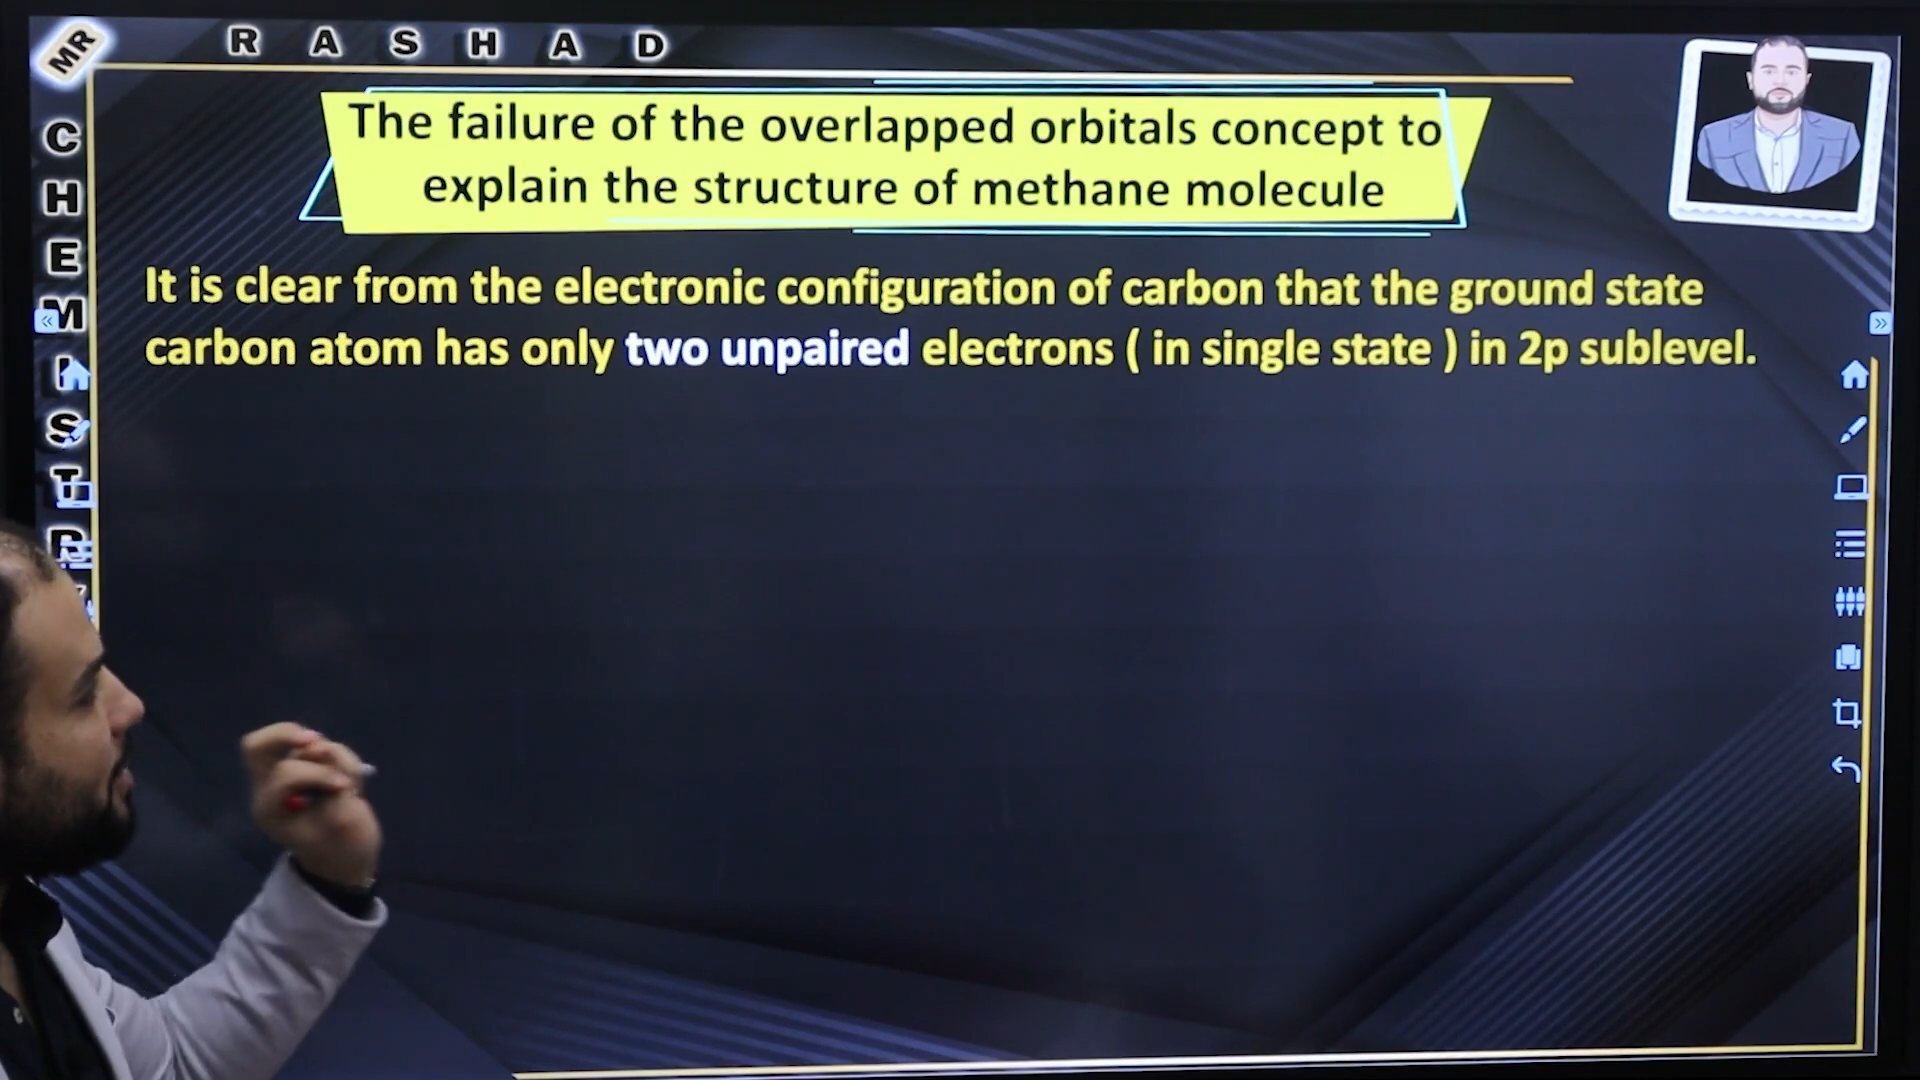 MR
R A S H A D
C
H
E
M
I
S
T
R
The failure of the overlapped orbitals concept to
explain the structure of methane molecule
It is clear from the electronic configuration of carbon that the ground state
carbon atom has only two unpaired electrons ( in single state ) in 2p sublevel.